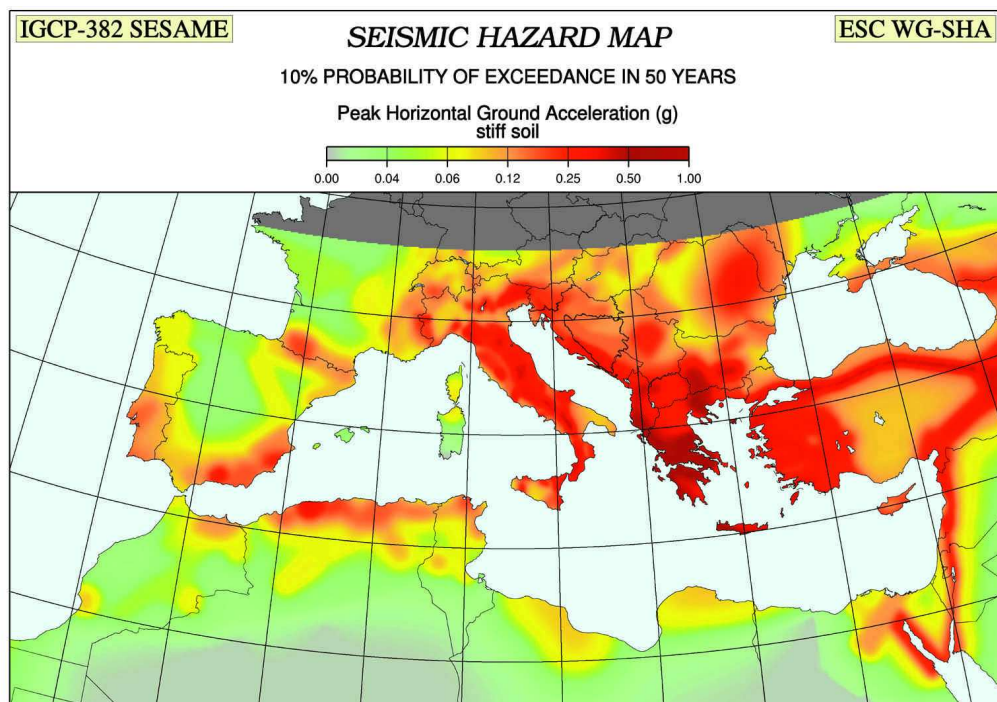 IGCP-382 SESAME
SEISMIC HAZARD MAP
ESC WG-SHA
10% PROBABILITY OF EXCEEDANCE IN 50 YEARS
Peak Horizontal Ground Acceleration (g)
stiff soil
0.00 0.04 0.06 0.12 0.25 0.50 1.00